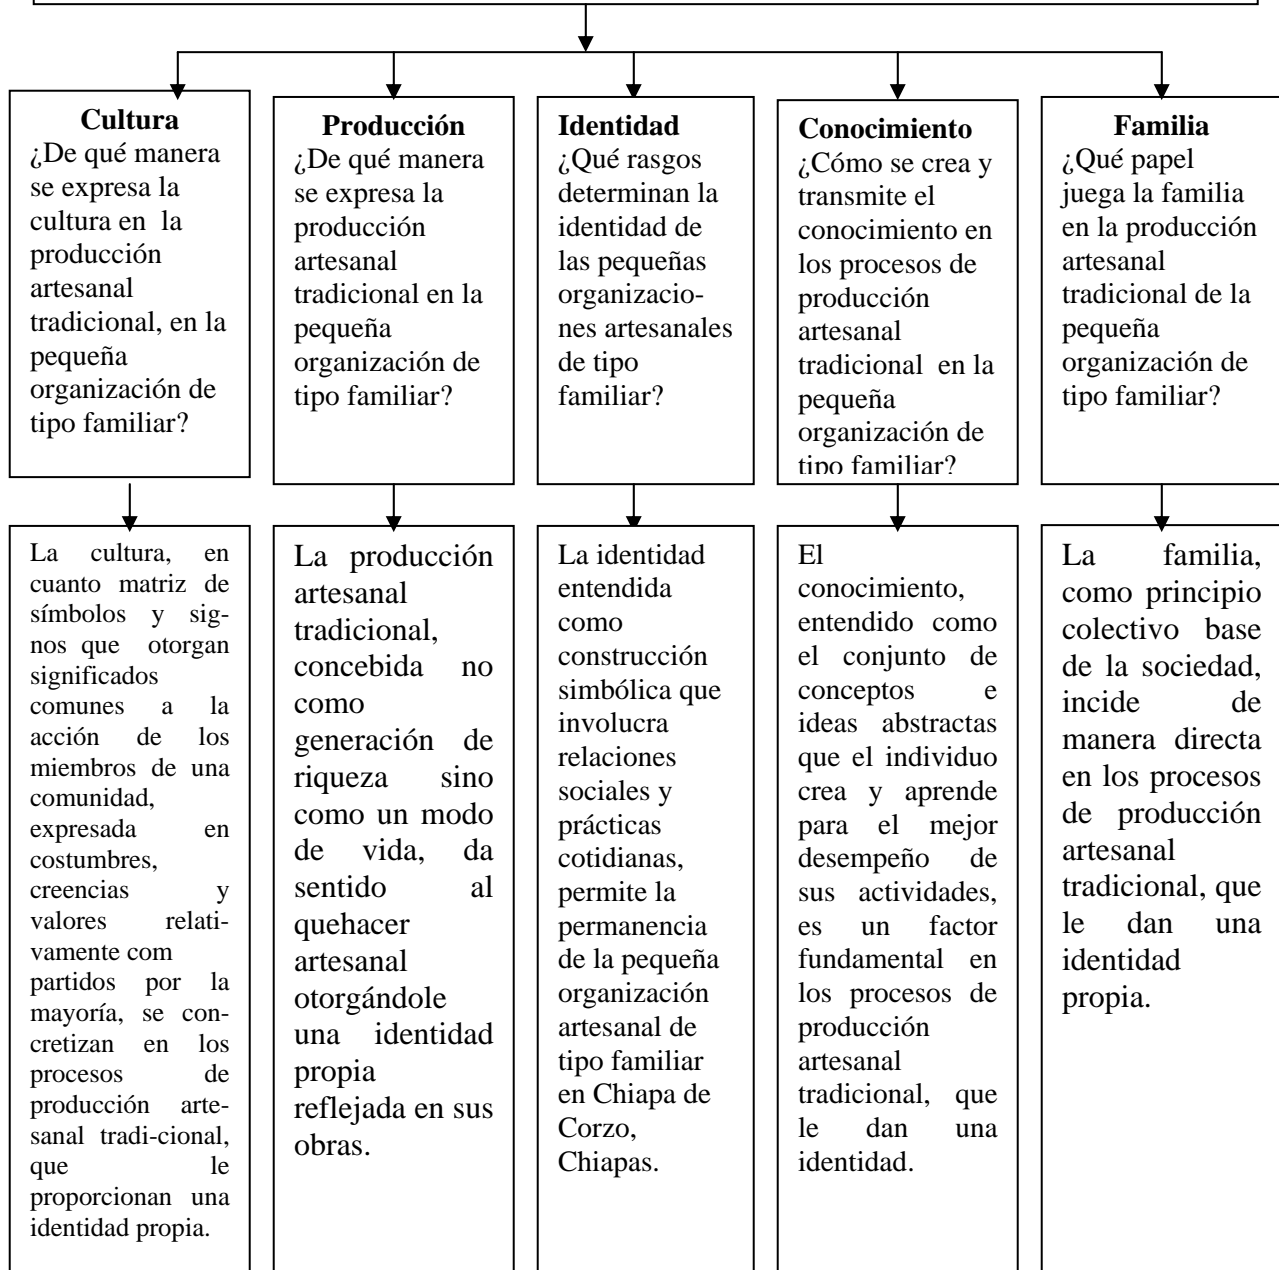 Cultura
¿De qué manera
se expresa la
cultura en la
producción
artesanal
tradicional, en la
pequeña
organización de
tipo familiar?
Producción
¿De qué manera
se expresa la
producción
artesanal
tradicional en la
pequeña
organización de
tipo familiar?
Identidad
¿Qué rasgos
determinan la
identidad de
las pequeñas
organizacio-
nes artesanales
de tipo
familiar?
Conocimiento
¿Cómo se crea y
transmite el
conocimiento en
los procesos de
producción
artesanal
tradicional en la
pequeña
organización de
tipo familiar?
Familia
¿Qué papel
juega la familia
en la producción
artesanal
tradicional de la
pequeña
organización de
tipo familiar?
La cultura, en
cuanto matriz de
símbolos y sig-
nos que otorgan
significados
comunes a la
acción de los
miembros de una
comunidad,
expresada en
costumbres,
creencias y
valores relati-
vamente com
partidos por la
mayoría, se con-
cretizan en los
procesos de
producción arte-
sanal tradi-cional,
que le
proporcionan una
identidad propia.
La producción
artesanal
tradicional,
concebida no
como
generación de
riqueza sino
como un modo
de vida, da
sentido al
quehacer
artesanal
otorgándole
una identidad
propia
reflejada en sus
obras.
La identidad
entendida
como
construcción
simbólica que
involucra
relaciones
sociales y
prácticas
cotidianas,
permite la
permanencia
de la pequeña
organización
artesanal de
tipo familiar
en Chiapa de
Corzo,
Chiapas.
El
conocimiento,
entendido como
el conjunto de
conceptos e
ideas abstractas
que el individuo
crea y aprende
para el mejor
desempeño de
sus actividades,
es un factor
fundamental en
los procesos de
producción
artesanal
tradicional, que
le dan una
identidad.
La familia,
como principio
colectivo base
de la sociedad,
incide de
manera directa
en los procesos
de producción
artesanal
tradicional, que
le dan una
identidad
propia.